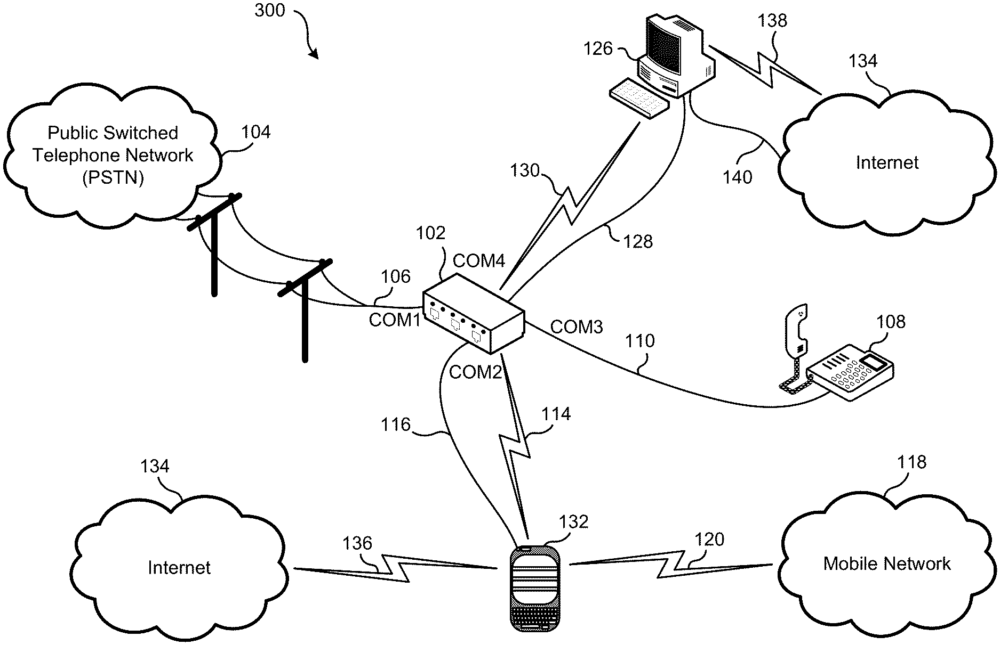 300
138
126
134
Public Switched
Telephone Network
(PSTN)
104
Internet
130
140
102
128
COM4
106
COM1
COM3
108
110
COM2
116
114
134
118
132
136
120
Internet
Mobile Network